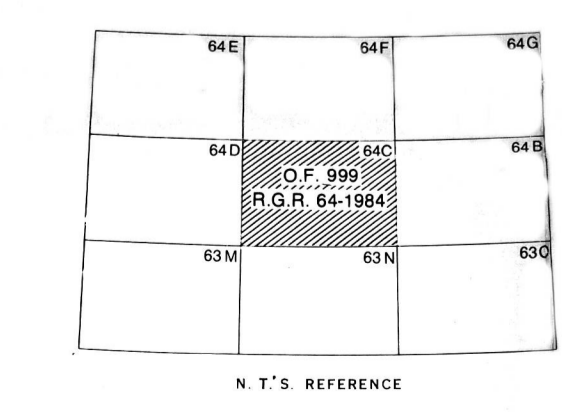 64E 64F 64G
64D 64C 64B
O.F. 999
R.G.R. 64-1984
63M 63N 63O
N. T.'S. REFERENCE